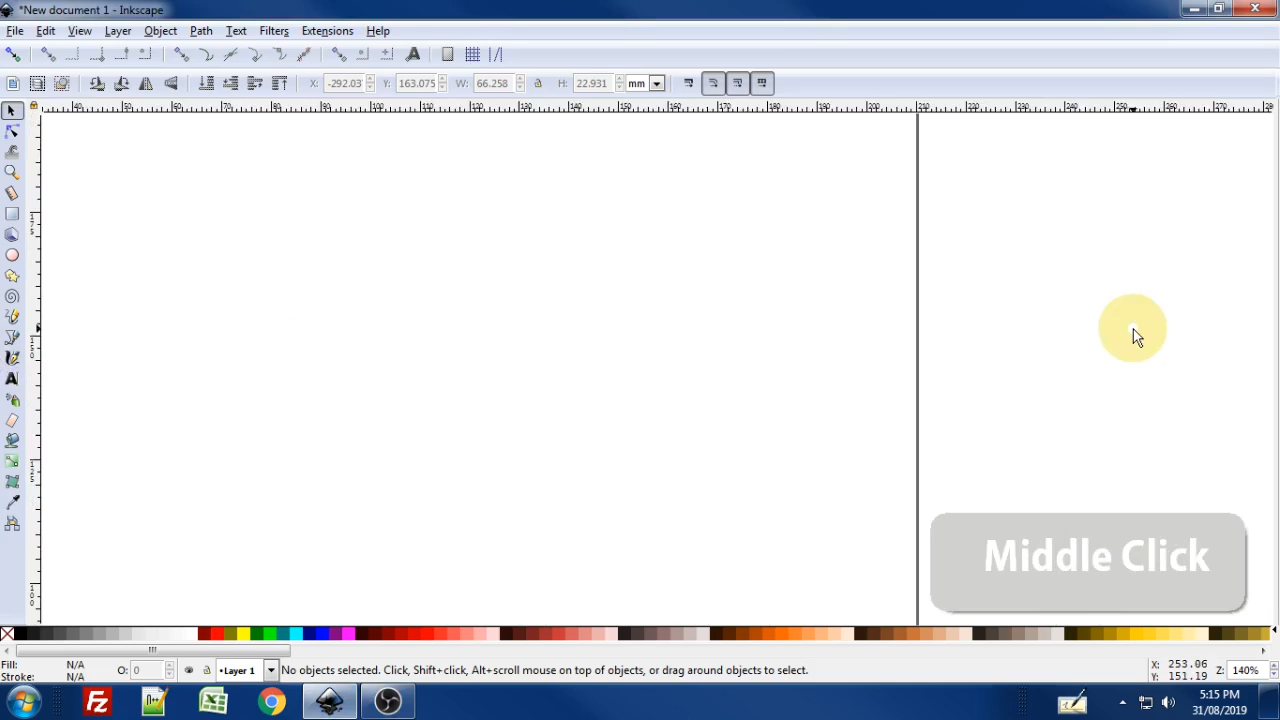 *New document 1 - Inkscape
File Edit View Layer Object Path Text Filters Extensions Help
X: -292.03 Y: 163.075 W: 66.258 H: 22.931 mm
Middle Click
Fill: N/A O: 0 Layer 1 No objects selected. Click, Shift+click, Alt+scroll mouse on top of objects, or drag around objects to select. X: 253.06 Z: 140%
Stroke: N/A Y: 151.19
5:15 PM
31/08/2019